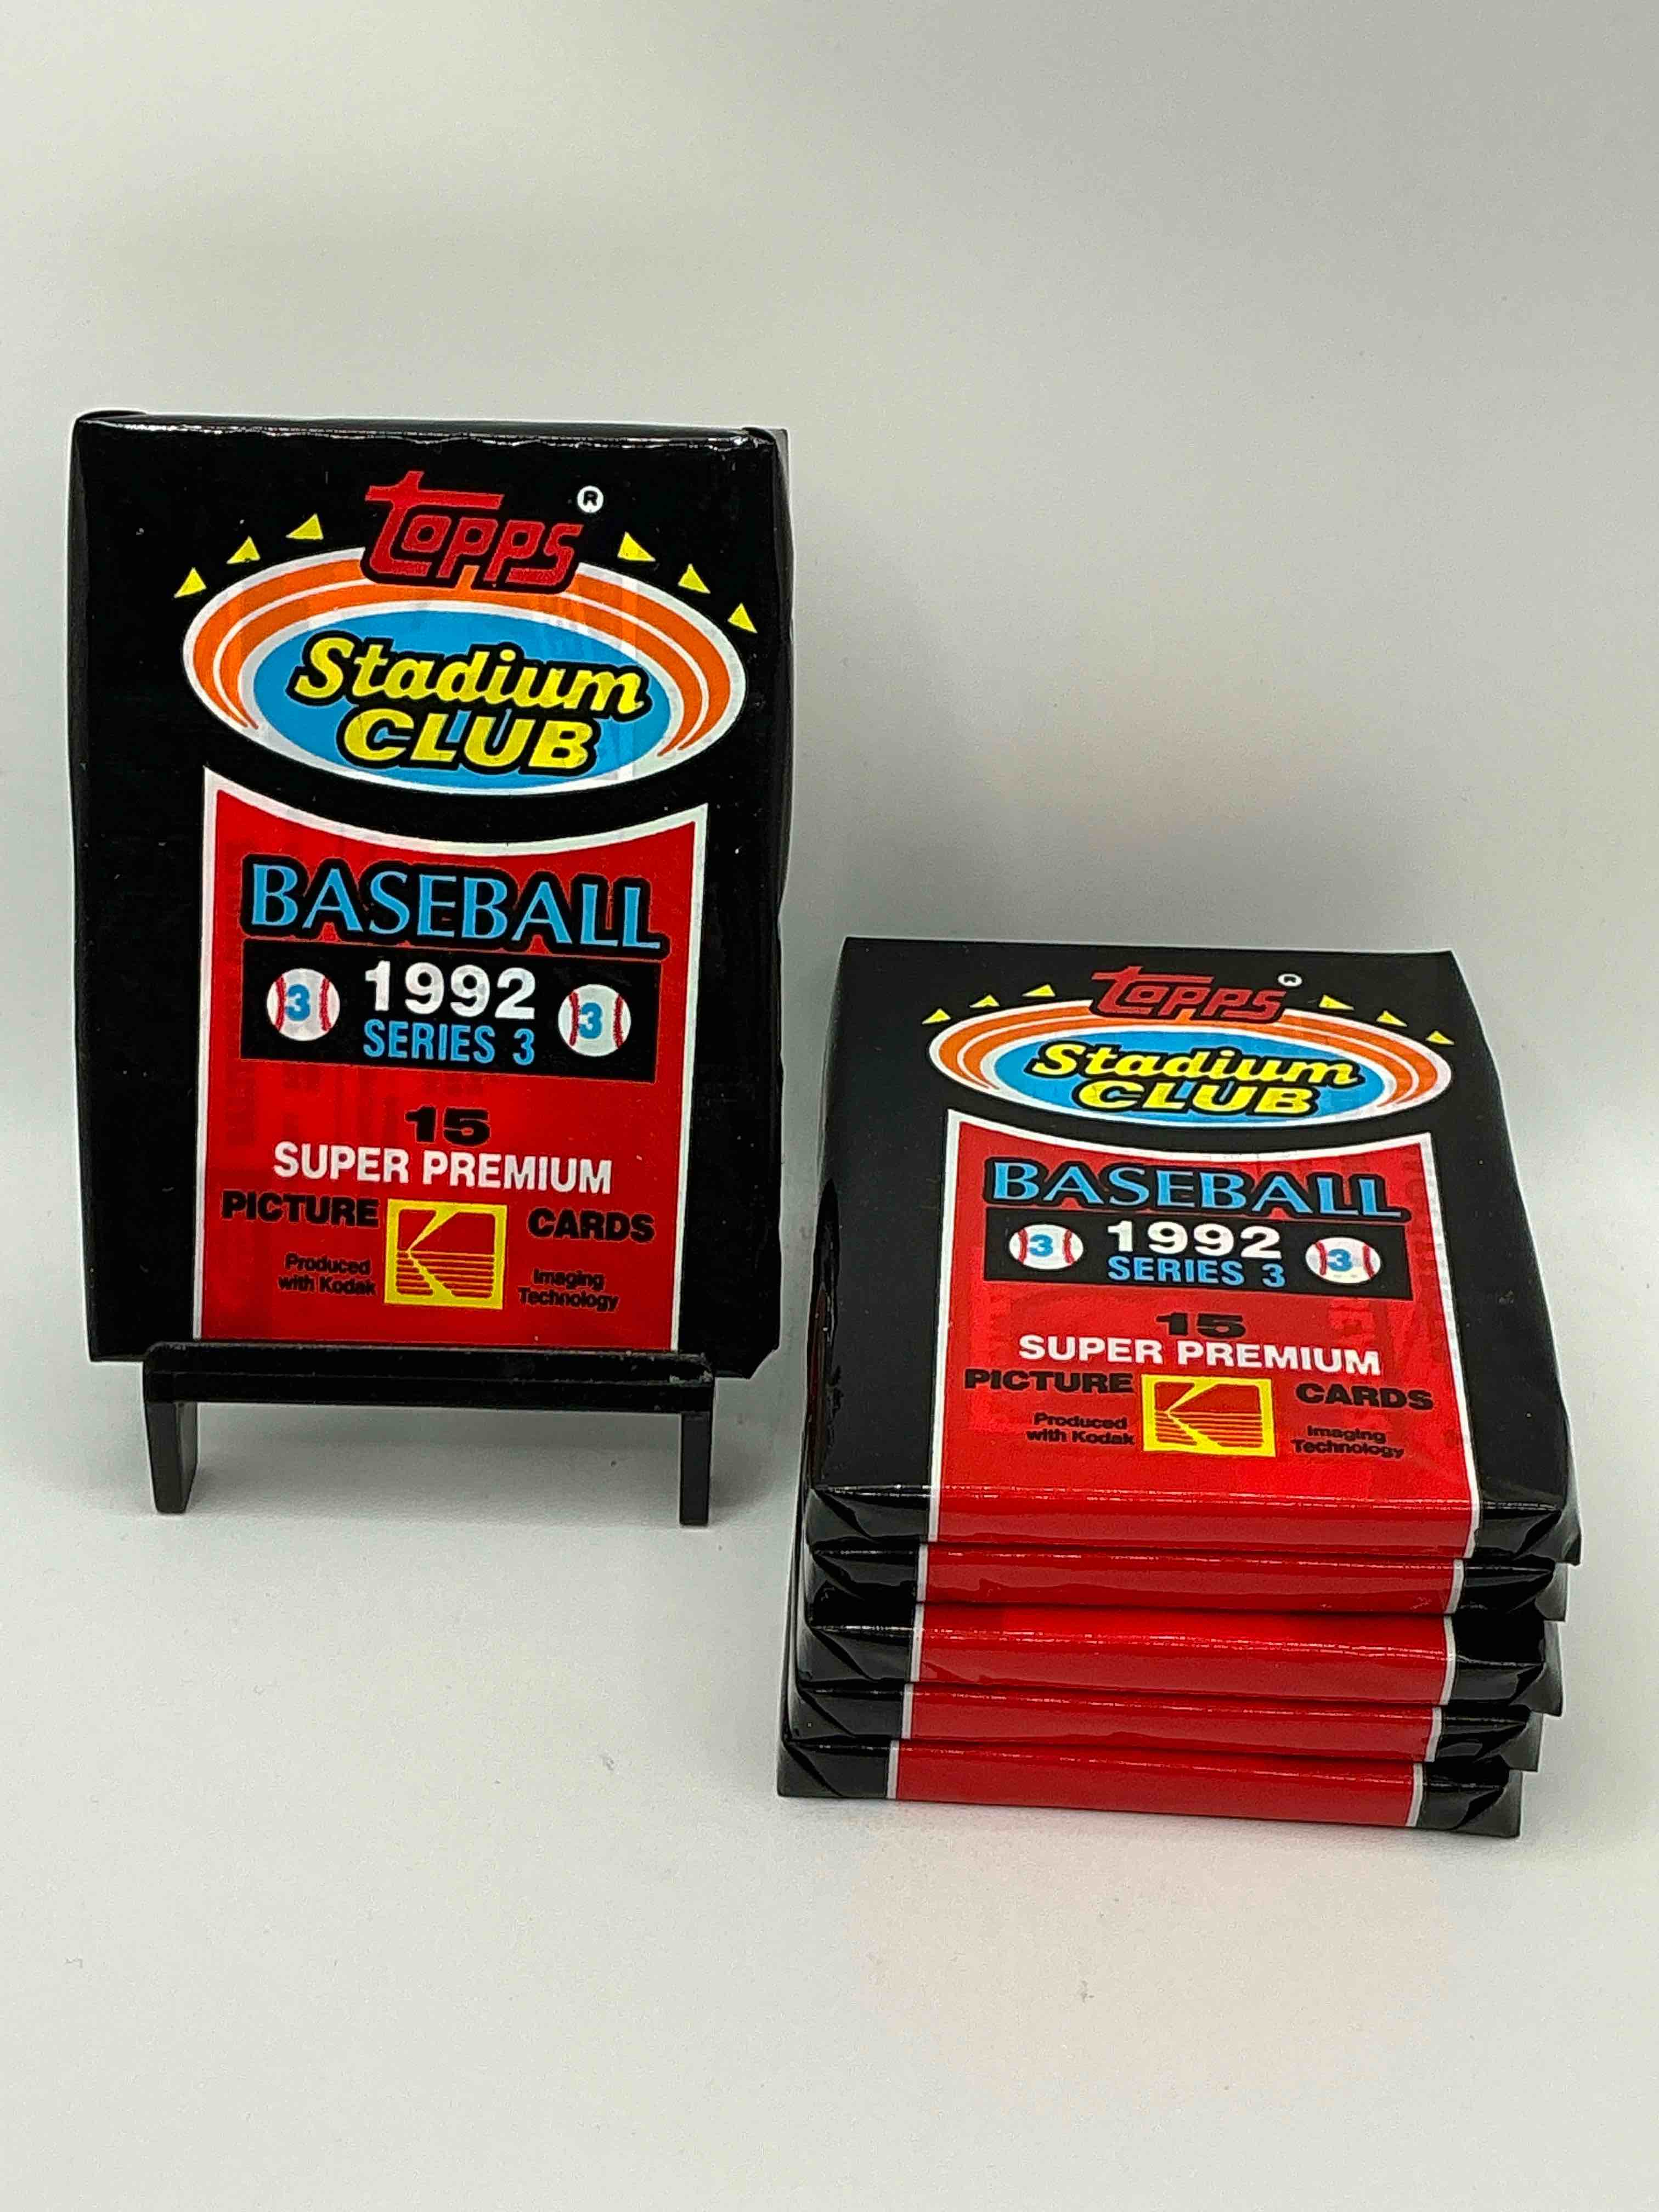 Topps ®
Stadium
CLUB
BASEBALL
3 1992 3
SERIES 3
15
SUPER PREMIUM
PICTURE CARDS
Produced Imaging
with Kodak Technology
Topps ®
Stadium
CLUB
BASEBALL
3 1992 3
SERIES 3
15
SUPER PREMIUM
PICTURE CARDS
Produced Imaging
with Kodak Technology